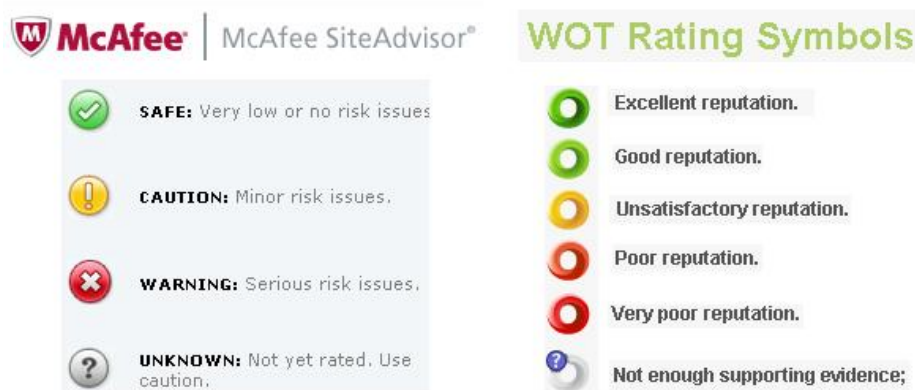 McAfee McAfee SiteAdvisor®
SAFE: Very low or no risk issues
CAUTION: Minor risk issues.
WARNING: Serious risk issues.
UNKNOWN: Not yet rated. Use
caution.
WOT Rating Symbols
Excellent reputation.
Good reputation.
Unsatisfactory reputation.
Poor reputation.
Very poor reputation.
Not enough supporting evidence;